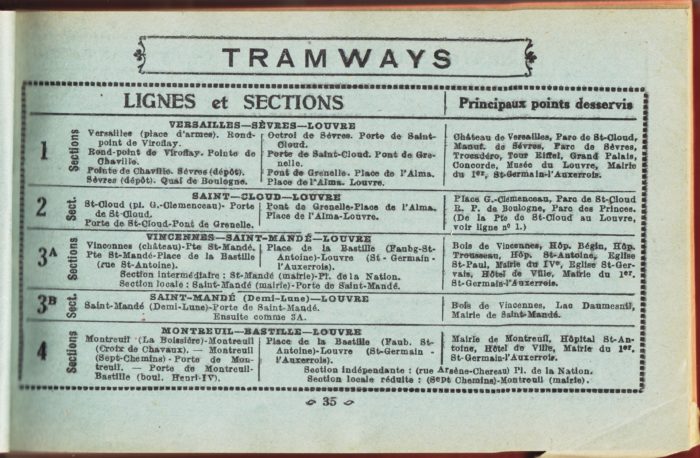 TRAMWAYS
LIGNES et SECTIONS
Principaux points desservis
1
Sections
VERSAILLES—SÈVRES—LOUVRE
Versailles (place d'armes). Rond-
point de Viroflay.
Rond-point de Viroflay. Pointe de
Chaville.
Pointe de Chaville. Sèvres (dépôt).
Sèvres (dépôt). Quai de Boulogne.
Octroi de Sèvres. Porte de Saint-
Cloud.
Porte de Saint-Cloud. Pont de Gre-
nelle.
Pont de Grenelle. Place de l'Alma.
Place de l'Alma. Louvre.
Château de Versailles, Parc de St-Cloud,
Manuf. de Sèvres, Parc de Sèvres,
Trocadéro, Tour Eiffel, Grand Palais,
Concorde, Musée du Louvre, Mairie
du 1er, St-Germain-l'Auxerrois.
2
Sect.
SAINT-CLOUD-LOUVRE
St-Cloud (pl. G.-Clemenceau)- Porte
de St-Cloud.
Porte de St-Cloud-Pont de Grenelle.
Pont de Grenelle-Place de l'Alma.
Place de l'Alma-Louvre.
Place G.-Clemenceau, Parc de St-Cloud
R. P. de Boulogne, Parc des Princes.
(De la Pte de St-Cloud au Louvre,
voir ligne nº 1.)
3A
Sections
VINCENNES—SAINT-MANDÉ—LOUVRE
Vincennes (château)-Pte St-Mandé.
Pte St-Mandé-Place de la Bastille
(rue St-Antoine).
Place de la Bastille (Faubg-St-
Antoine)-Louvre (St-Germain-
l'Auxerrois).
Section intermédiaire : St-Mandé (mairie)-Pl. de la Nation.
Section locale : Saint-Mandé (mairie)-Porte de Saint-Mandé.
Bois de Vincennes, Hôp. Bégin, Hôp.
Trousseau, Hôp. St-Antoine, Eglise
St-Paul, Mairie du IVe, Eglise St-Ger-
vais, Hôtel de Ville, Mairie du 1er,
St-Germain-l'Auxerrois.
3B
Sect.
SAINT-MANDÉ (Demi-Lune)—LOUVRE
Saint-Mandé (Demi-Lune)-Porte de Saint-Mandé.
Ensuite comme 3A.
Bois de Vincennes, Lac Daumesnil,
Mairie de Saint-Mandé.
4
Sections
MONTREUIL-BASTILLE—LOUVRE
Montreuil (La Boissière)-Montreuil
(Croix de Chavaux). — Montreuil
(Sept-Chemins) - Porte de Mon-
treuil. — Porte de Montreuil-
Bastille (boul. Henri-IV).
Place de la Bastille (Faub. St-
Antoine)-Louvre (St-Germain -
l'Auxerrois).
Section indépendante : (rue Arsène-Chereau) Pl. de la Nation.
Section locale réduite : (Sept Chemins)-Montreuil (mairie).
Mairie de Montreuil, Hôpital St-An-
toine, Hôtel de Ville, Mairie du 1er,
St-Germain-l'Auxerrois.
35